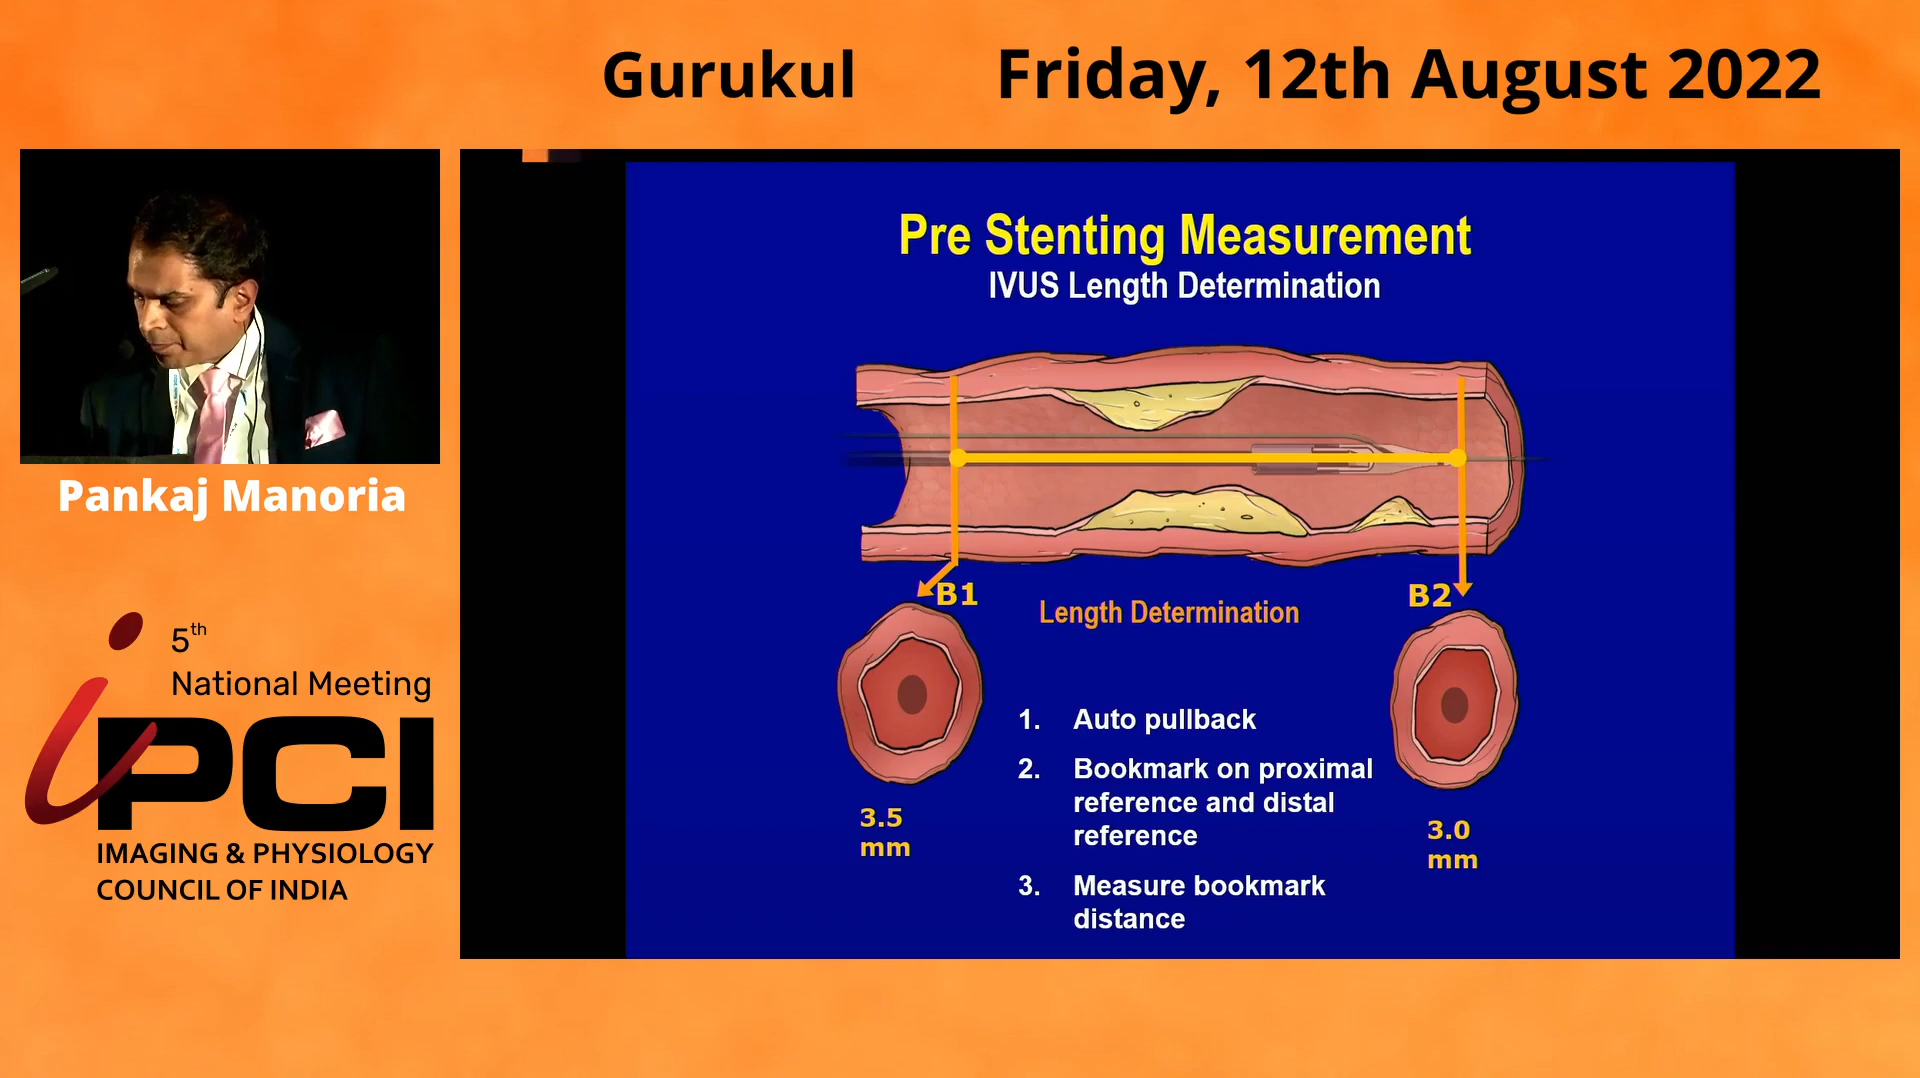 Gurukul
Friday, 12th August 2022
Pankaj Manoria
5th
National Meeting
iPCI
IMAGING & PHYSIOLOGY
COUNCIL OF INDIA
Pre Stenting Measurement
IVUS Length Determination
B1
B2
Length Determination
1. Auto pullback
2. Bookmark on proximal
reference and distal
reference
3. Measure bookmark
distance
3.5
mm
3.0
mm